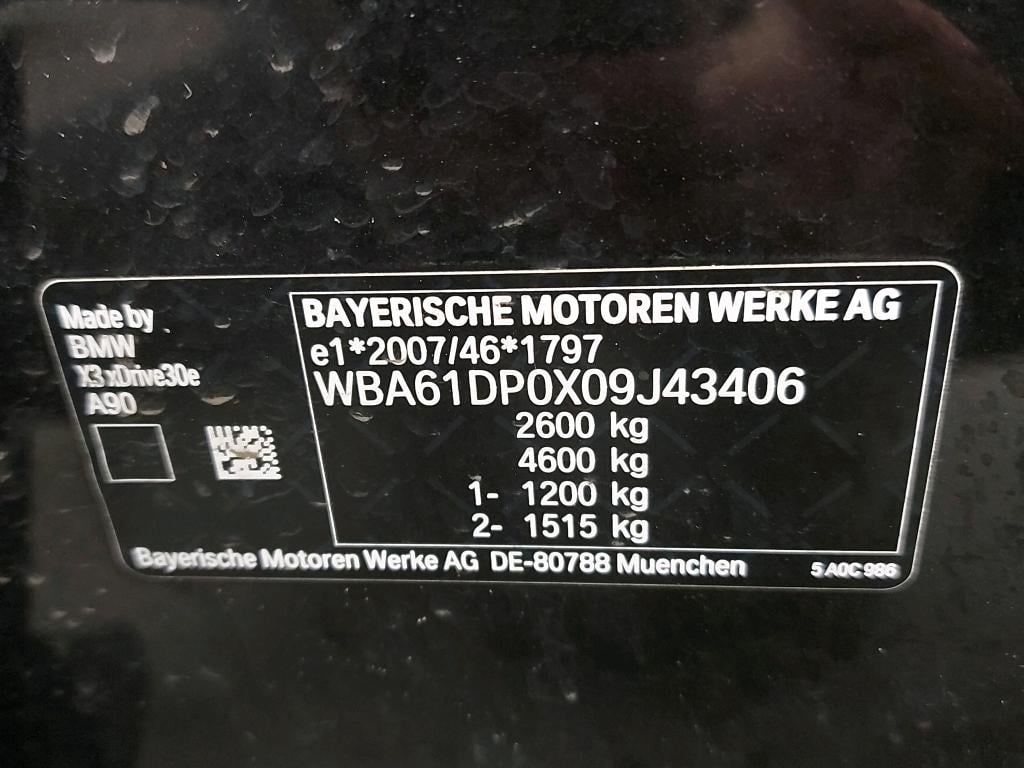 Made by
BMW
X3 xDrive30e
A90
BAYERISCHE MOTOREN WERKE AG
e1*2007/46*1797
WBA61DP0X09J43406
2600 kg
4600 kg
1- 1200 kg
2- 1515 kg
Bayerische Motoren Werke AG DE-80788 Muenchen
5 A0C 986